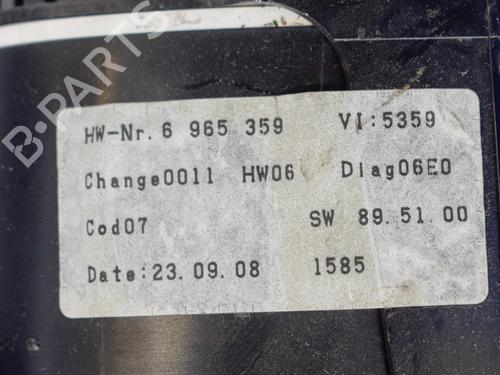 HW-Nr. 6 965 359 VI:5359
Change0011 HW06 Diag06E0
Cod07 SW 89.51.00
Date:23.09.08 1585
B-PARTS